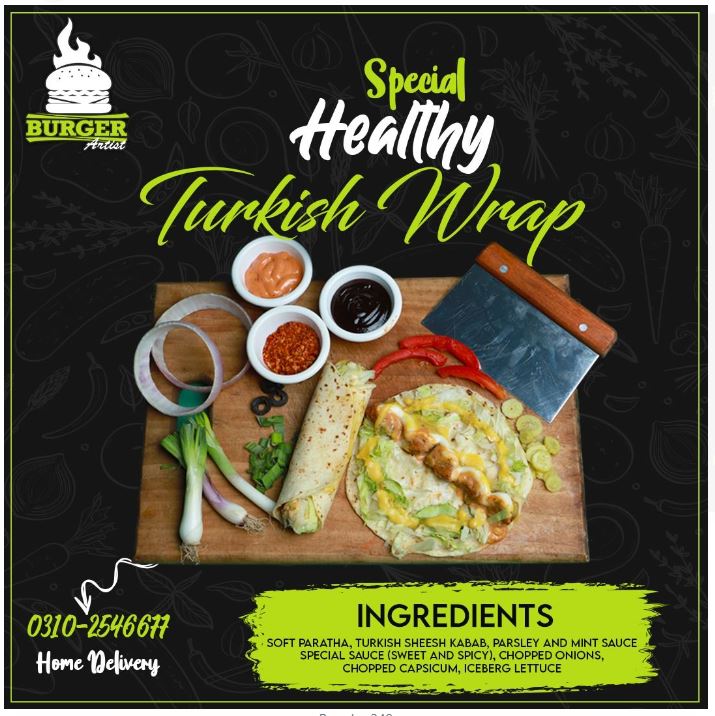 BURGER
Artist
Special
Healthy
Turkish Wrap
0310-2546677
Home Delivery
INGREDIENTS
SOFT PARATHA, TURKISH SHEESH KABAB, PARSLEY AND MINT SAUCE
SPECIAL SAUCE (SWEET AND SPICY), CHOPPED ONIONS,
CHOPPED CAPSICUM, ICEBERG LETTUCE